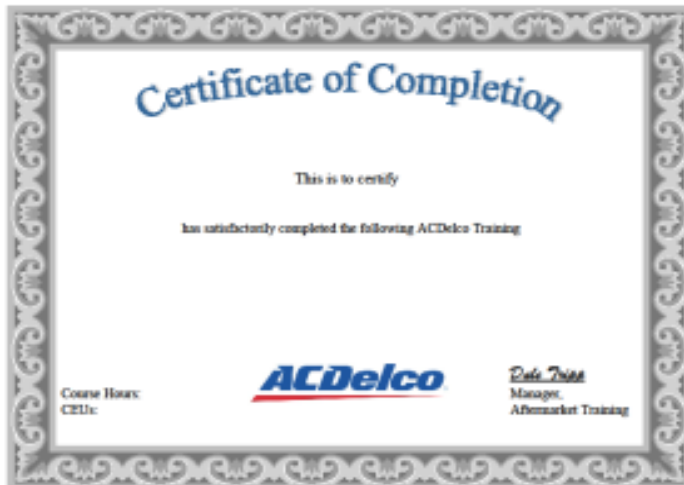 Certificate of Completion
This is to certify
has satisfactorily completed the following ACDelco Training
ACDelco
Course Hours:
CEUs:
Dale Tripp
Manager,
Aftermarket Training